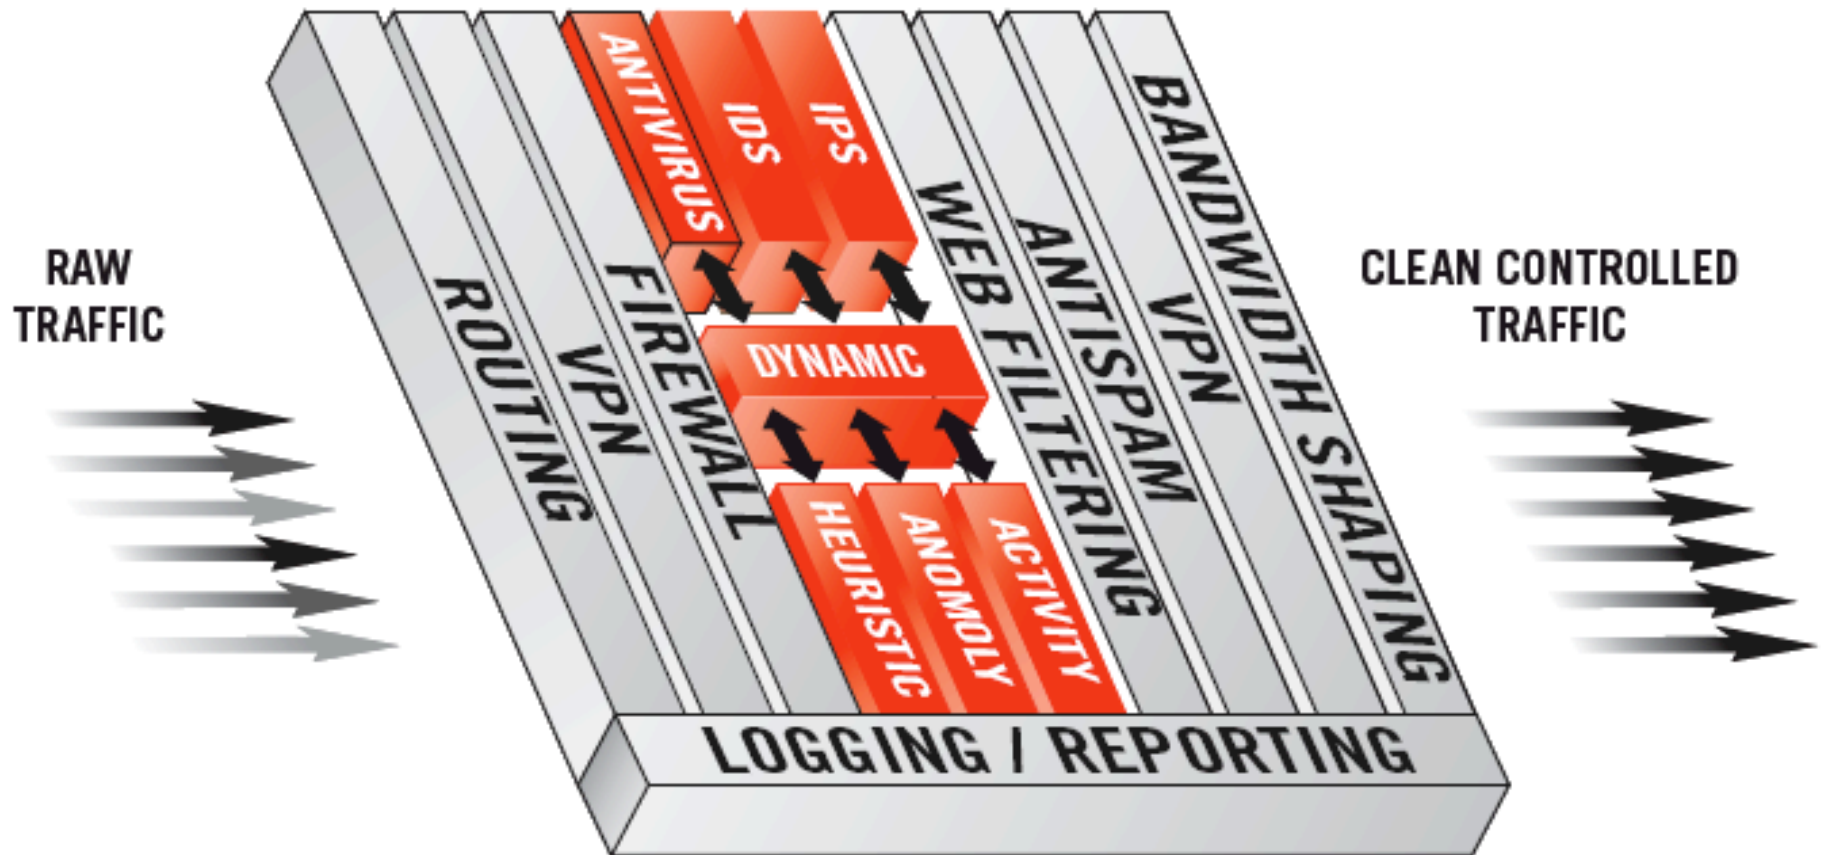 RAW
TRAFFIC
ROUTING
VPN
FIREWALL
ANTIVIRUS
IDS
IPS
DYNAMIC
HEURISTIC
ANOMOLY
ACTIVITY
WEB FILTERING
ANTISPAM
VPN
BANDWIDTH SHAPING
LOGGING / REPORTING
CLEAN CONTROLLED
TRAFFIC